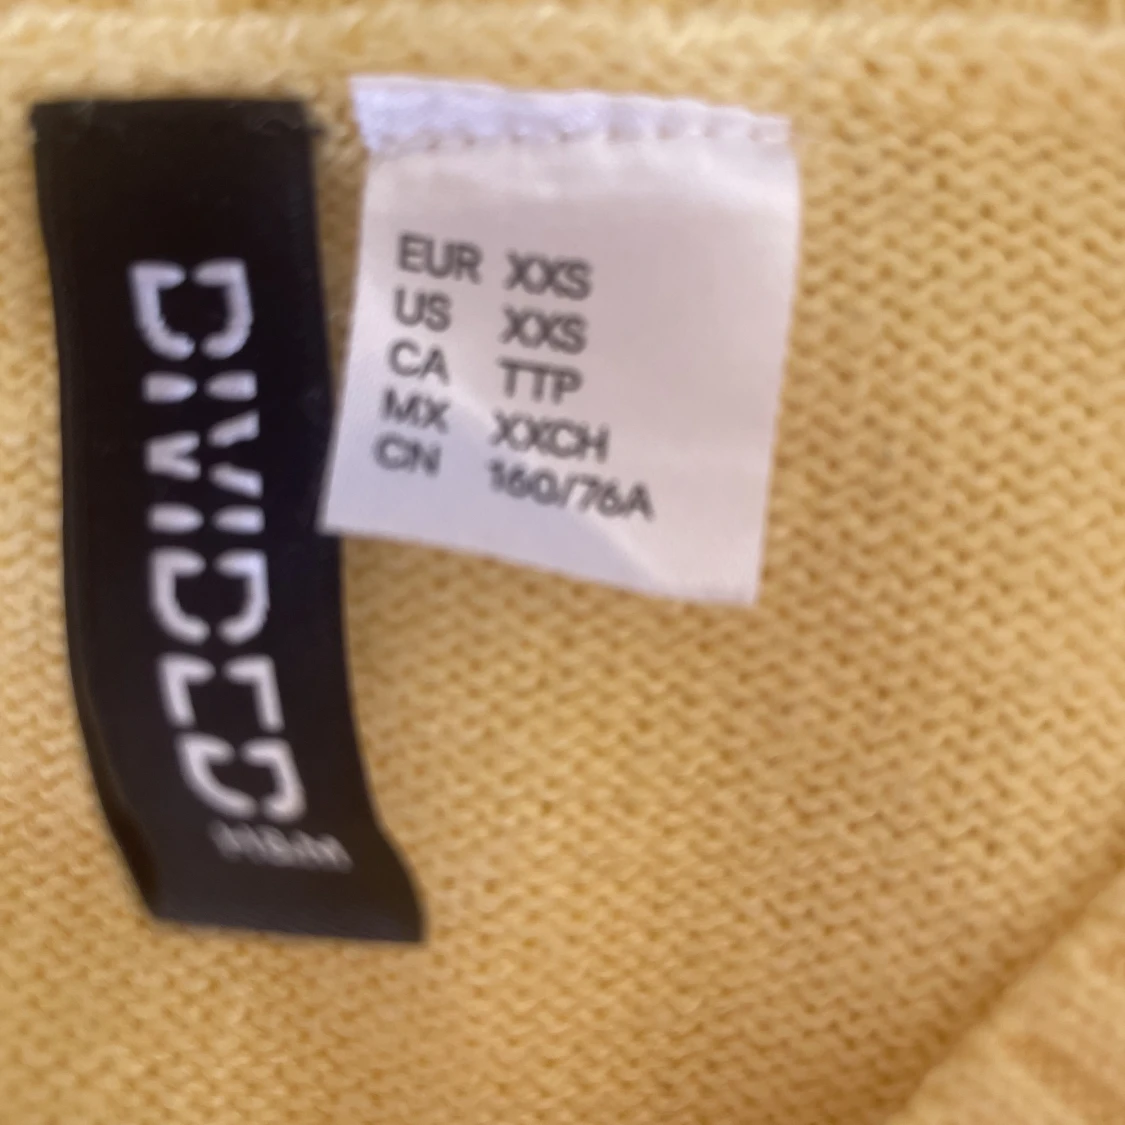 DIVIDED
H&M
EUR XXS
US XXS
CA TTP
MX XXCH
CN 160/76A